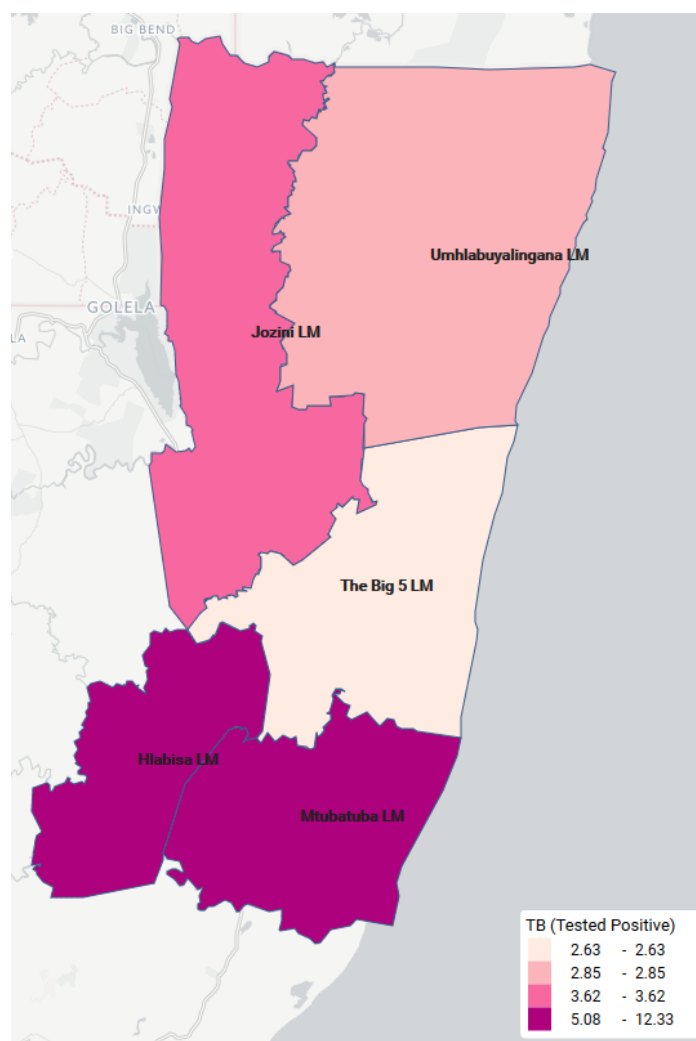 BIG BEND
INGV
Umhlabuyalingana LM
GOLELA
Jozini LM
LA
The Big 5 LM
Hlabisa LM
Mtubatuba LM
TB (Tested Positive)
2.63 - 2.63
2.85 - 2.85
3.62 - 3.62
5.08 - 12.33